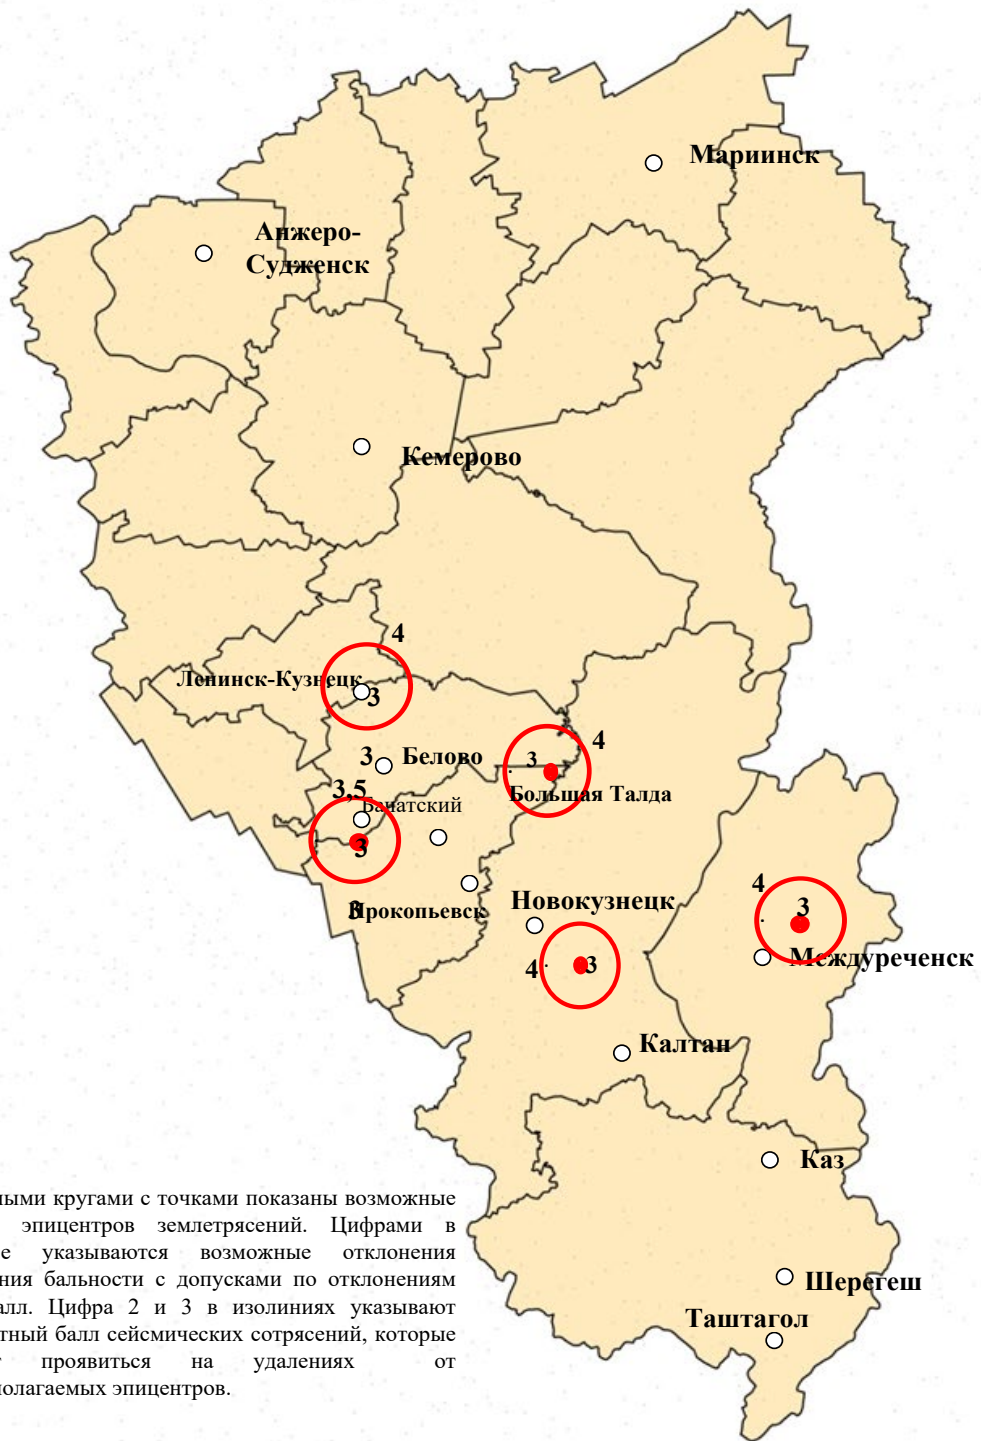 Мариинск
Анжеро-
Судженск
Кемерово
4
Ленинск-Кузнецк
3
3
Белово
3
4
Большая Талда
3,5
Бачатский
3
3
Прокопьевск
Новокузнецк
4
3
4
3
Междуреченск
Калтан
Каз
Шерегеш
Таштагол
ными кругами с точками показаны возможные
эпицентров землетрясений. Цифрами в
е указываются возможные отклонения
ния бальности с допусками по отклонениям
алл. Цифра 2 и 3 в изолиниях указывают
тный балл сейсмических сотрясений, которые
т проявиться на удалениях от
полагаемых эпицентров.